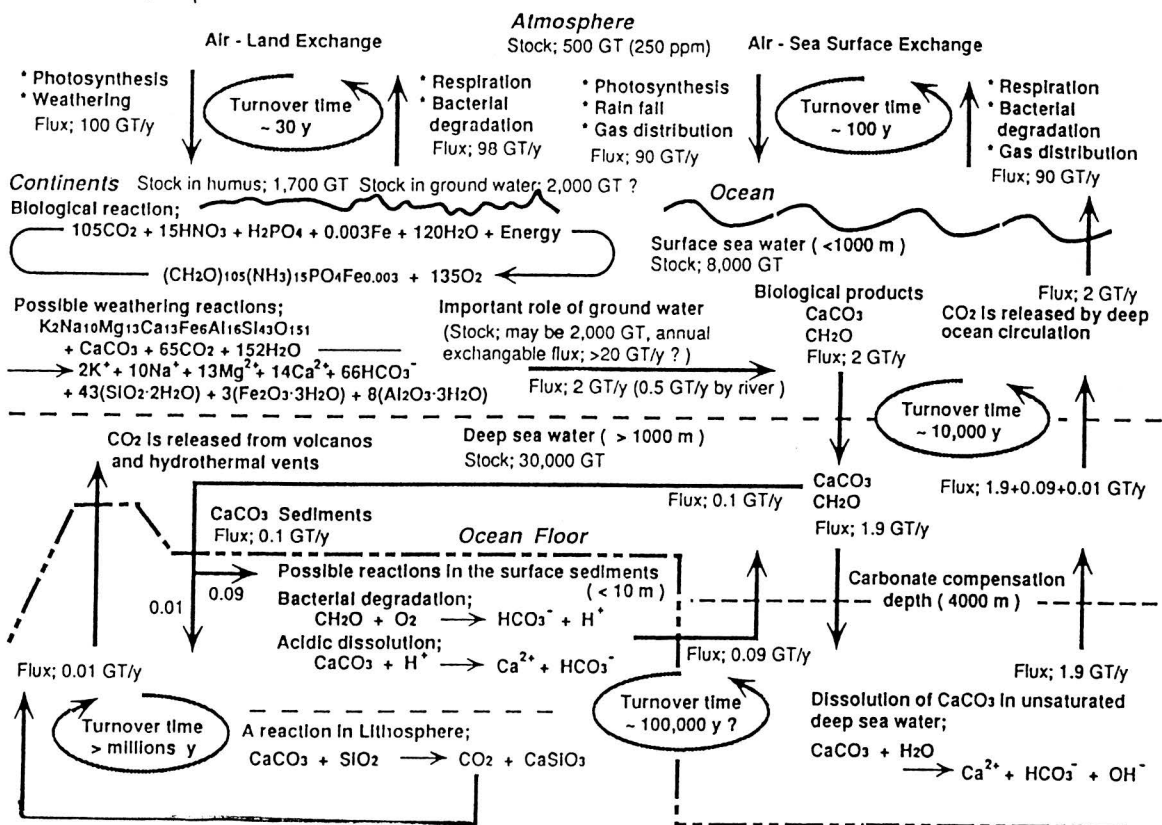 Atmosphere
Stock; 500 GT (250 ppm)
Air - Land Exchange
Air - Sea Surface Exchange
* Photosynthesis
* Weathering
Flux; 100 GT/y
Turnover time
~ 30 y
* Respiration
* Bacterial
degradation
Flux; 98 GT/y
* Photosynthesis
* Rain fall
* Gas distribution
Flux; 90 GT/y
Turnover time
~ 100 y
* Respiration
* Bacterial
degradation
* Gas distribution
Flux; 90 GT/y
Continents Stock in humus; 1,700 GT Stock in ground water; 2,000 GT ?
Ocean
Biological reaction;
105CO₂ + 15HNO₃ + H₂PO₄ + 0.003Fe + 120H₂O + Energy
(CH₂O)₁₀₅(NH₃)₁₅PO₄Fe₀.₀₀₃ + 135O₂
Surface sea water ( <1000 m )
Stock; 8,000 GT
Possible weathering reactions;
K₂Na₁₀Mg₁₃Ca₁₃Fe₆Al₁₆Si₄₃O₁₅₁
+ CaCO₃ + 65CO₂ + 152H₂O
→ 2K⁺ + 10Na⁺ + 13Mg²⁺ + 14Ca²⁺ + 66HCO₃⁻
+ 43(SiO₂·2H₂O) + 3(Fe₂O₃·3H₂O) + 8(Al₂O₃·3H₂O)
Important role of ground water
(Stock; may be 2,000 GT, annual
exchangable flux; >20 GT/y ? )
Flux; 2 GT/y (0.5 GT/y by river )
Biological products
CaCO₃
CH₂O
Flux; 2 GT/y
Flux; 2 GT/y
CO₂ is released by deep
ocean circulation
Turnover time
~ 10,000 y
CO₂ is released from volcanos
and hydrothermal vents
Deep sea water ( > 1000 m )
Stock; 30,000 GT
Flux; 0.1 GT/y
CaCO₃
CH₂O
Flux; 1.9 GT/y
Flux; 1.9+0.09+0.01 GT/y
CaCO₃ Sediments
Flux; 0.1 GT/y
Ocean Floor
0.01
0.09
Possible reactions in the surface sediments
( < 10 m )
Bacterial degradation;
CH₂O + O₂ → HCO₃⁻ + H⁺
Acidic dissolution;
CaCO₃ + H⁺ → Ca²⁺ + HCO₃⁻
Carbonate compensation
depth ( 4000 m )
Flux; 0.01 GT/y
Flux; 0.09 GT/y
Flux; 1.9 GT/y
Turnover time
> millions y
Turnover time
~ 100,000 y ?
A reaction in Lithosphere;
CaCO₃ + SiO₂ → CO₂ + CaSiO₃
Dissolution of CaCO₃ in unsaturated
deep sea water;
CaCO₃ + H₂O
→ Ca²⁺ + HCO₃⁻ + OH⁻